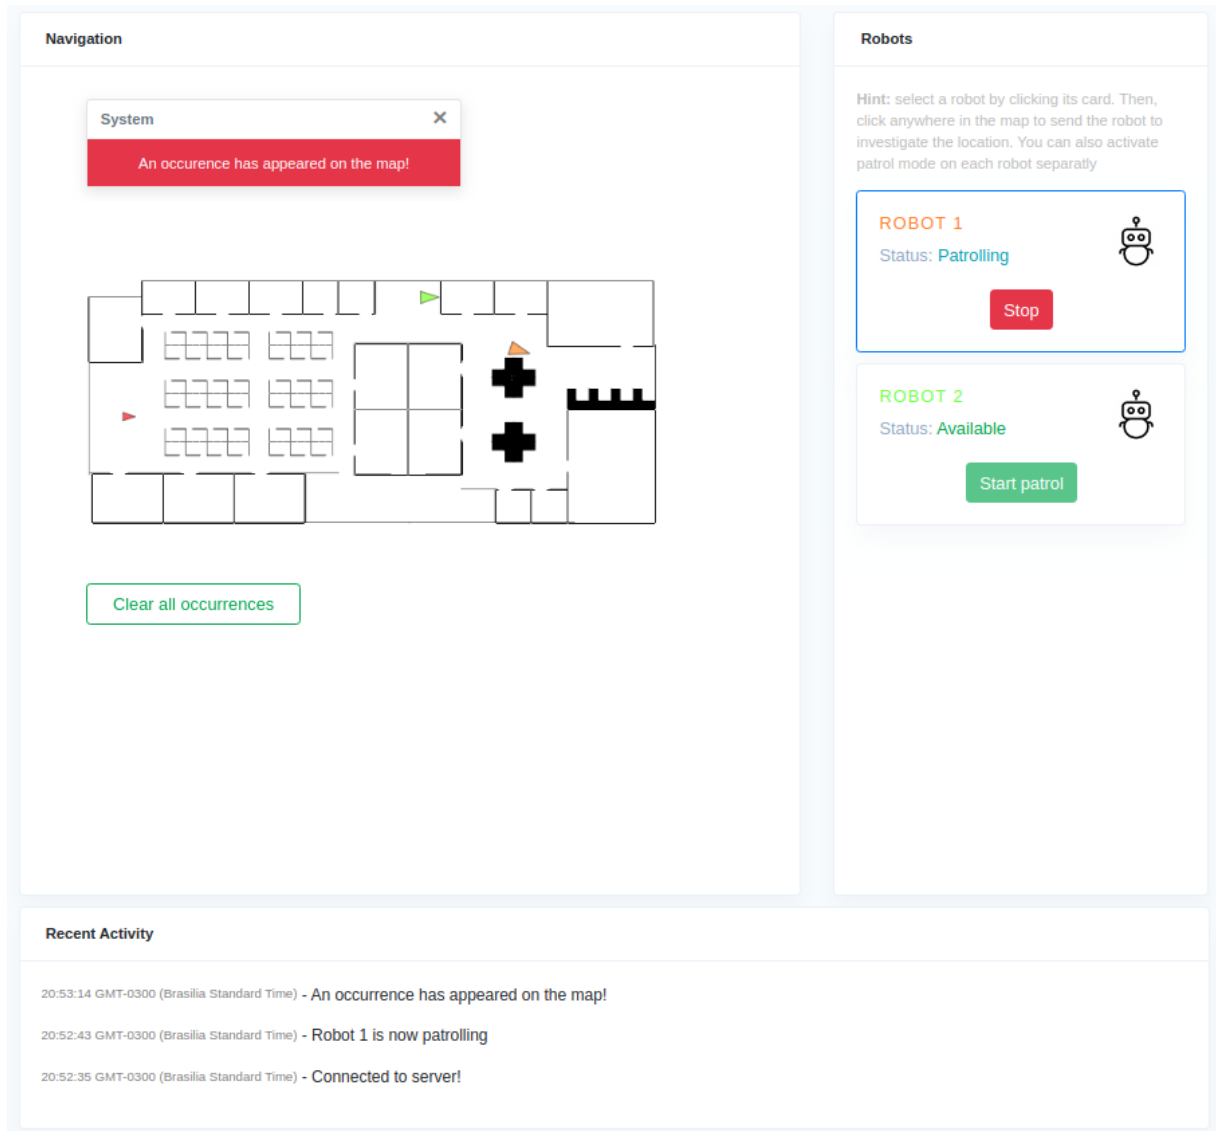 Navigation
System ✕
An occurence has appeared on the map!
Clear all occurrences
Robots
Hint: select a robot by clicking its card. Then,
click anywhere in the map to send the robot to
investigate the location. You can also activate
patrol mode on each robot separatly
ROBOT 1
Status: Patrolling
Stop
ROBOT 2
Status: Available
Start patrol
Recent Activity
20:53:14 GMT-0300 (Brasilia Standard Time) - An occurrence has appeared on the map!
20:52:43 GMT-0300 (Brasilia Standard Time) - Robot 1 is now patrolling
20:52:35 GMT-0300 (Brasilia Standard Time) - Connected to server!